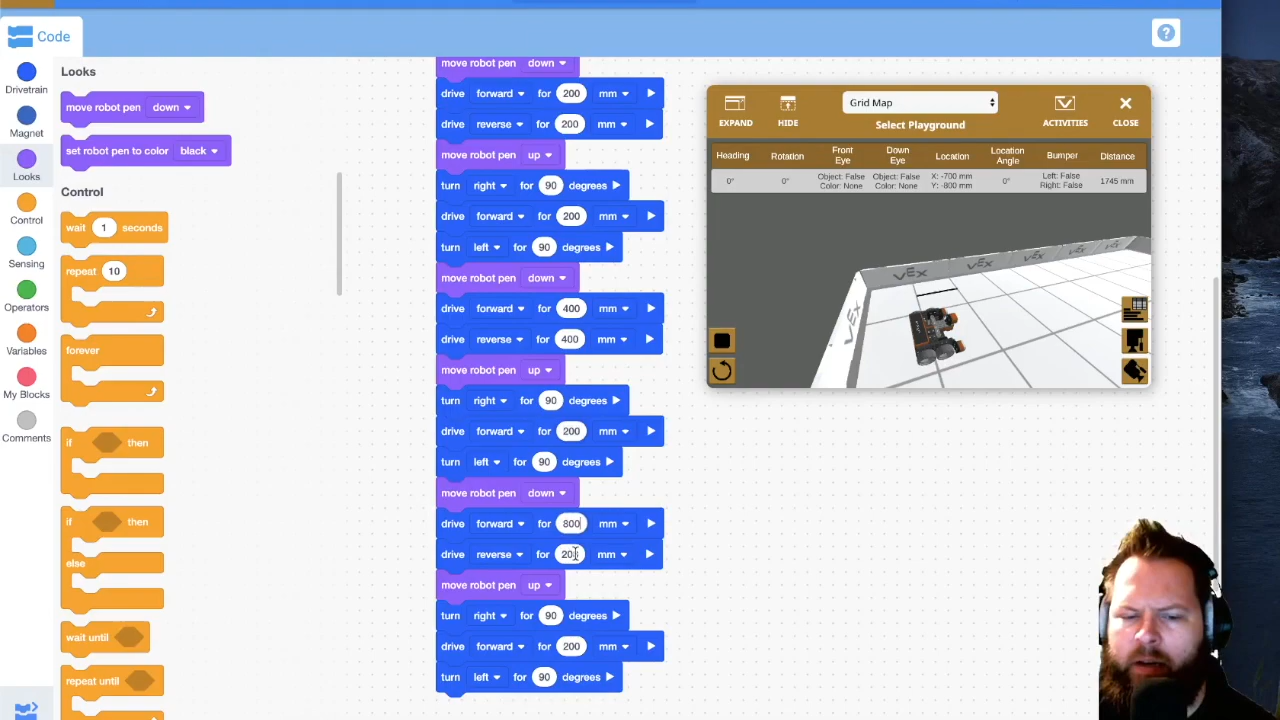 Code
?
Drivetrain
Magnet
Looks
Control
Sensing
Operators
Variables
My Blocks
Comments
Looks
move robot pen down
set robot pen to color black
Control
wait 1 seconds
repeat 10
forever
if then
if then
else
wait until
repeat until
move robot pen down
drive forward for 200 mm
drive reverse for 200 mm
move robot pen up
turn right for 90 degrees
drive forward for 200 mm
turn left for 90 degrees
move robot pen down
drive forward for 400 mm
drive reverse for 400 mm
move robot pen up
turn right for 90 degrees
drive forward for 200 mm
turn left for 90 degrees
move robot pen down
drive forward for 800 mm
drive reverse for 200 mm
move robot pen up
turn right for 90 degrees
drive forward for 200 mm
turn left for 90 degrees
EXPAND
HIDE
Grid Map
Select Playground
ACTIVITIES
CLOSE
Heading Rotation Front Eye Down Eye Location Location Angle Bumper Distance
0° 0° Object: False Color: None Object: False Color: None X: -700 mm Y: -800 mm 0° Left: False Right: False 1745 mm
VEX VEX VEX VEX
VEX